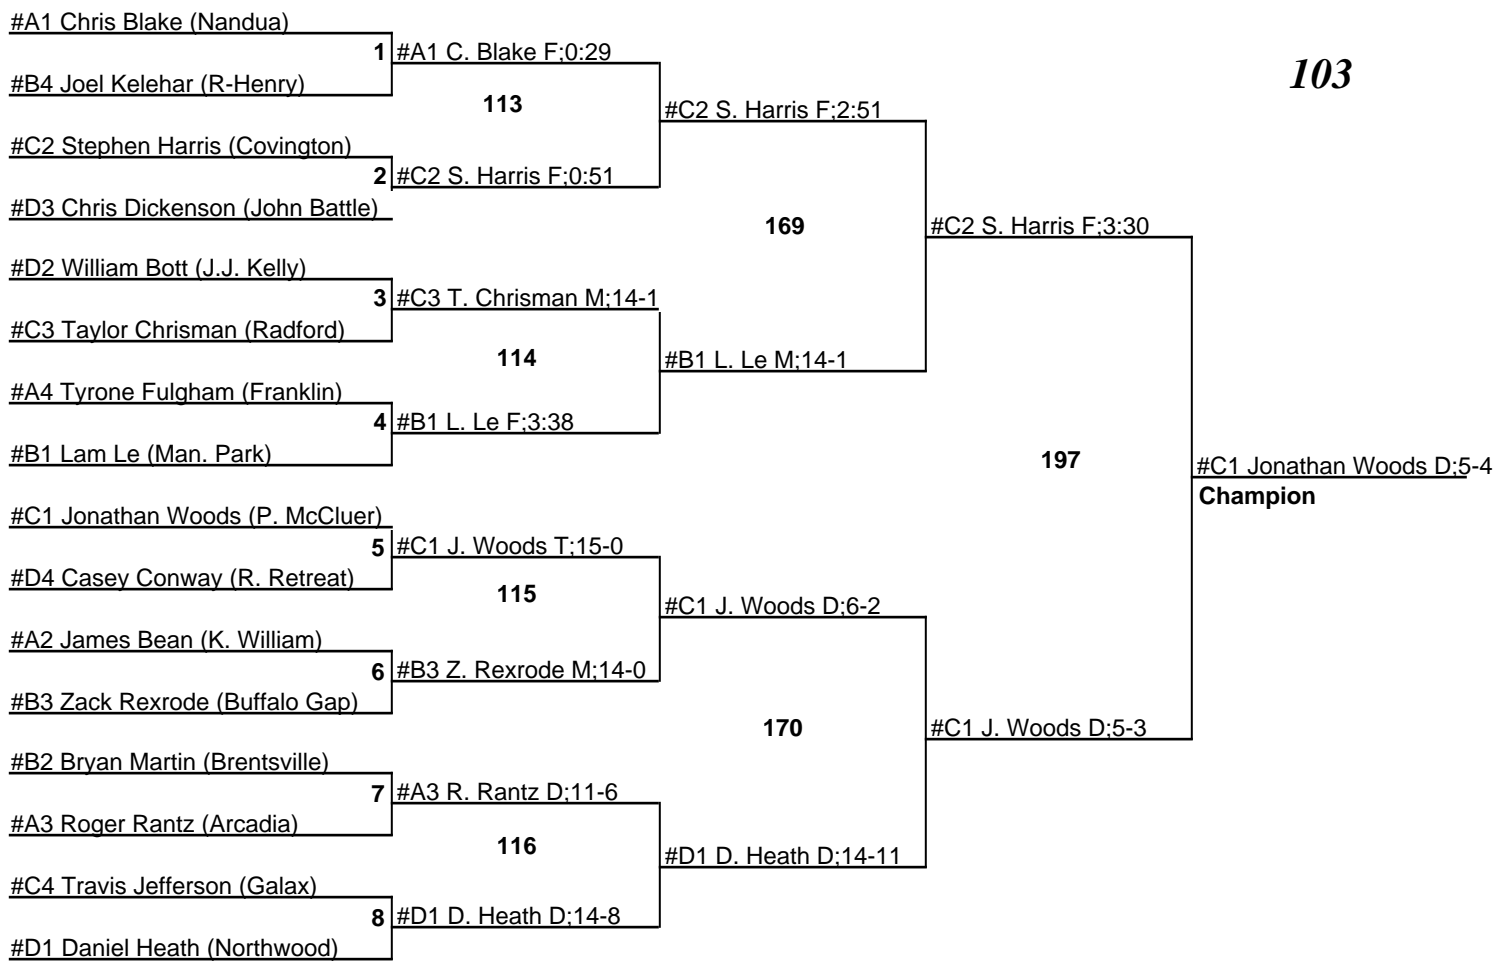 #A1 Chris Blake (Nandua)
1 #A1 C. Blake F;0:29
103
#B4 Joel Kelehar (R-Henry)
113
#C2 S. Harris F;2:51
#C2 Stephen Harris (Covington)
2 #C2 S. Harris F;0:51
#D3 Chris Dickenson (John Battle)
169
#C2 S. Harris F;3:30
#D2 William Bott (J.J. Kelly)
3 #C3 T. Chrisman M;14-1
#C3 Taylor Chrisman (Radford)
114
#B1 L. Le M;14-1
#A4 Tyrone Fulgham (Franklin)
4 #B1 L. Le F;3:38
#B1 Lam Le (Man. Park)
197
#C1 Jonathan Woods D;5-4
Champion
#C1 Jonathan Woods (P. McCluer)
5 #C1 J. Woods T;15-0
#D4 Casey Conway (R. Retreat)
115
#C1 J. Woods D;6-2
#A2 James Bean (K. William)
6 #B3 Z. Rexrode M;14-0
#B3 Zack Rexrode (Buffalo Gap)
170
#C1 J. Woods D;5-3
#B2 Bryan Martin (Brentsville)
7 #A3 R. Rantz D;11-6
#A3 Roger Rantz (Arcadia)
116
#D1 D. Heath D;14-11
#C4 Travis Jefferson (Galax)
8 #D1 D. Heath D;14-8
#D1 Daniel Heath (Northwood)